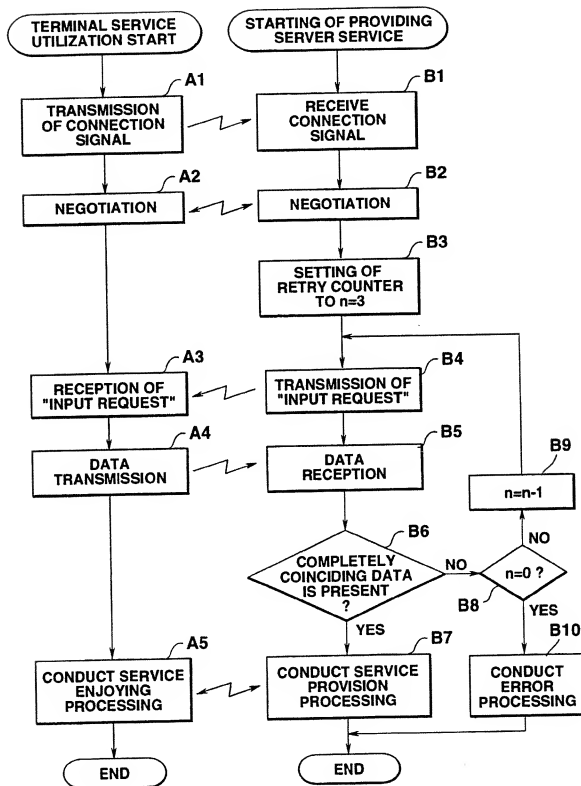 TERMINAL SERVICE
UTILIZATION START
STARTING OF PROVIDING
SERVER SERVICE
A1
TRANSMISSION
OF CONNECTION
SIGNAL
B1
RECEIVE
CONNECTION
SIGNAL
A2
NEGOTIATION
B2
NEGOTIATION
B3
SETTING OF
RETRY COUNTER
TO n=3
A3
RECEPTION OF
"INPUT REQUEST"
B4
TRANSMISSION OF
"INPUT REQUEST"
A4
DATA
TRANSMISSION
B5
DATA
RECEPTION
B9
n=n-1
B6
COMPLETELY
COINCIDING DATA
IS PRESENT
?
NO
NO
n=0 ?
B8
YES
YES
A5
CONDUCT SERVICE
ENJOYING
PROCESSING
B7
CONDUCT SERVICE
PROVISION
PROCESSING
B10
CONDUCT
ERROR
PROCESSING
END
END